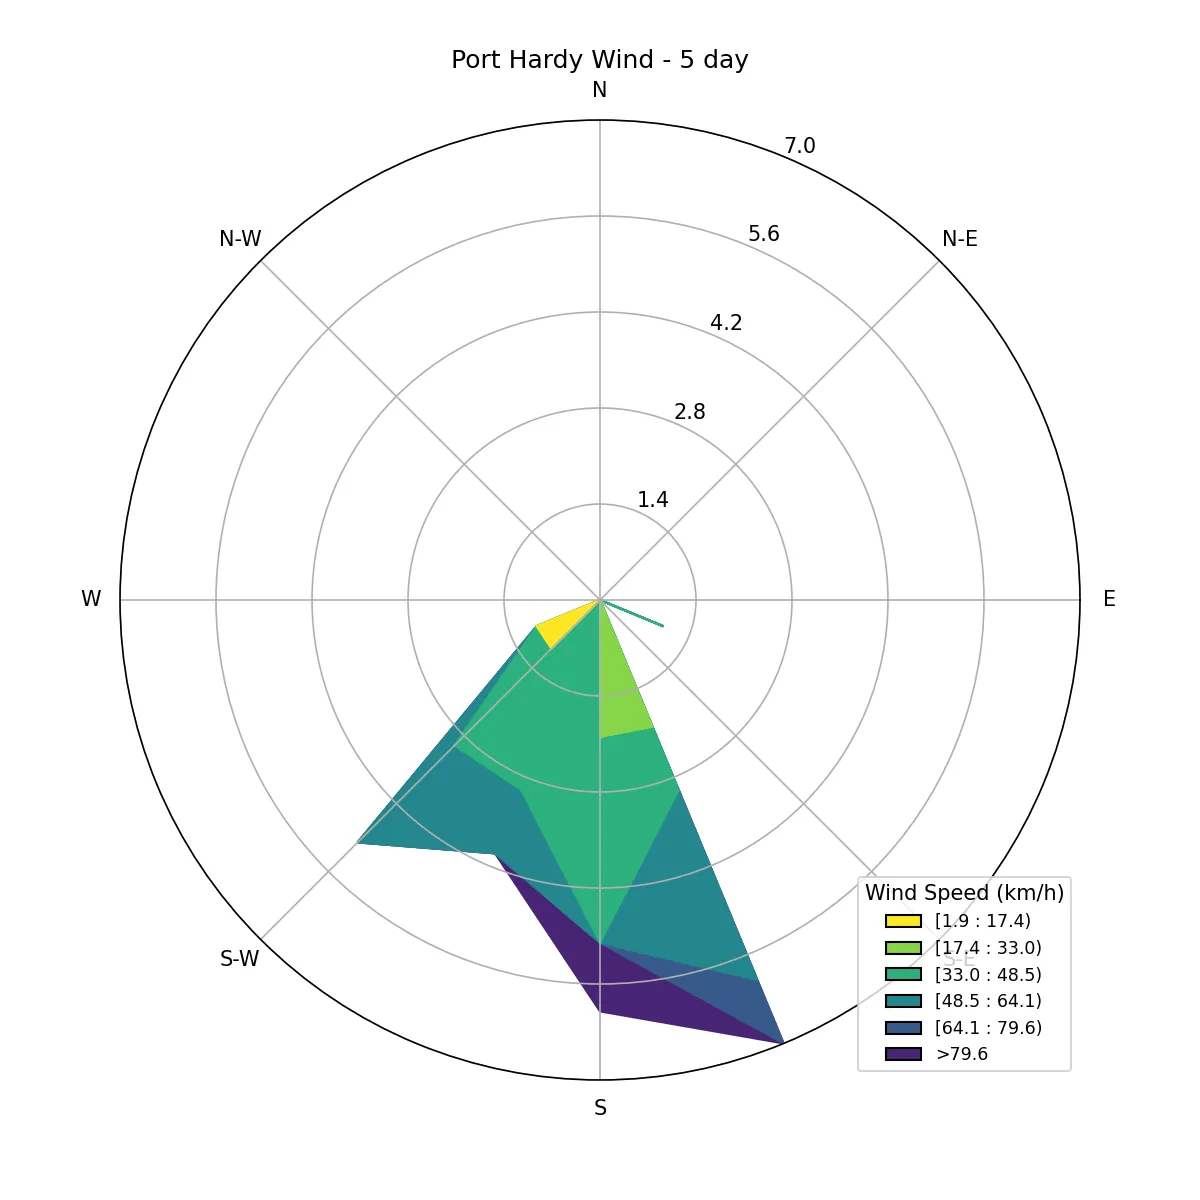 Port Hardy Wind - 5 day
N
7.0
N-W
5.6
N-E
4.2
2.8
1.4
W
E
S-W
S-E
S
Wind Speed (km/h)
[1.9 : 17.4)
[17.4 : 33.0)
[33.0 : 48.5)
[48.5 : 64.1)
[64.1 : 79.6)
>79.6